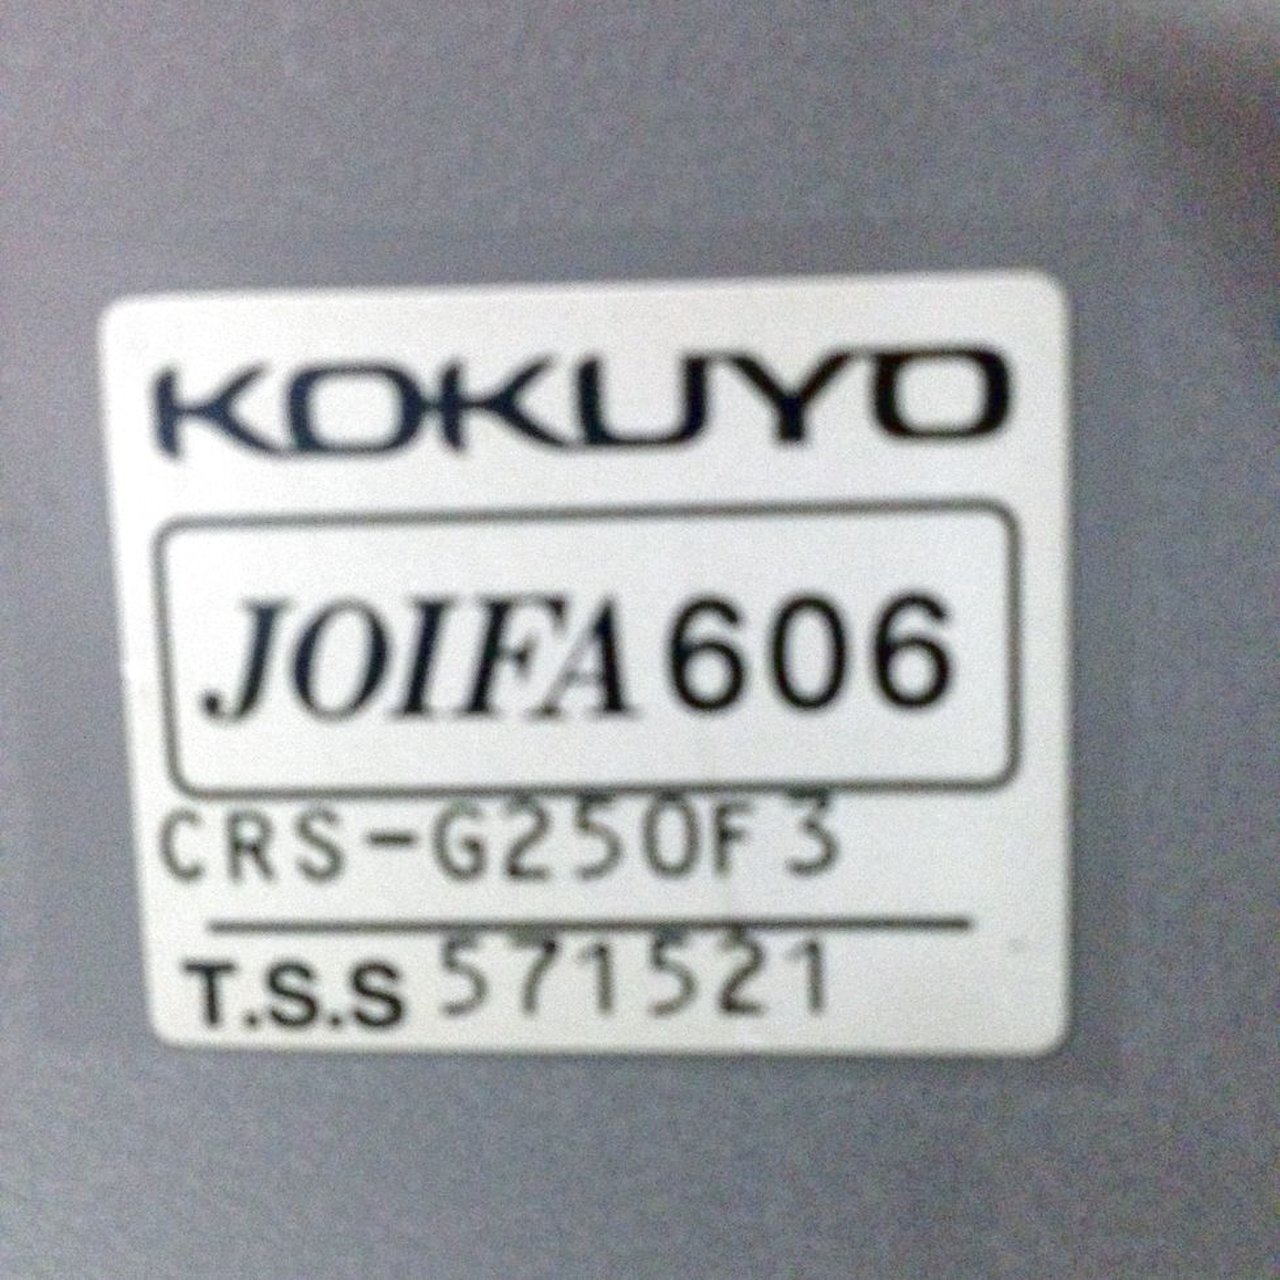 KOKUYO
JOIFA 606
CRS-G250F3
T.S.S 571521